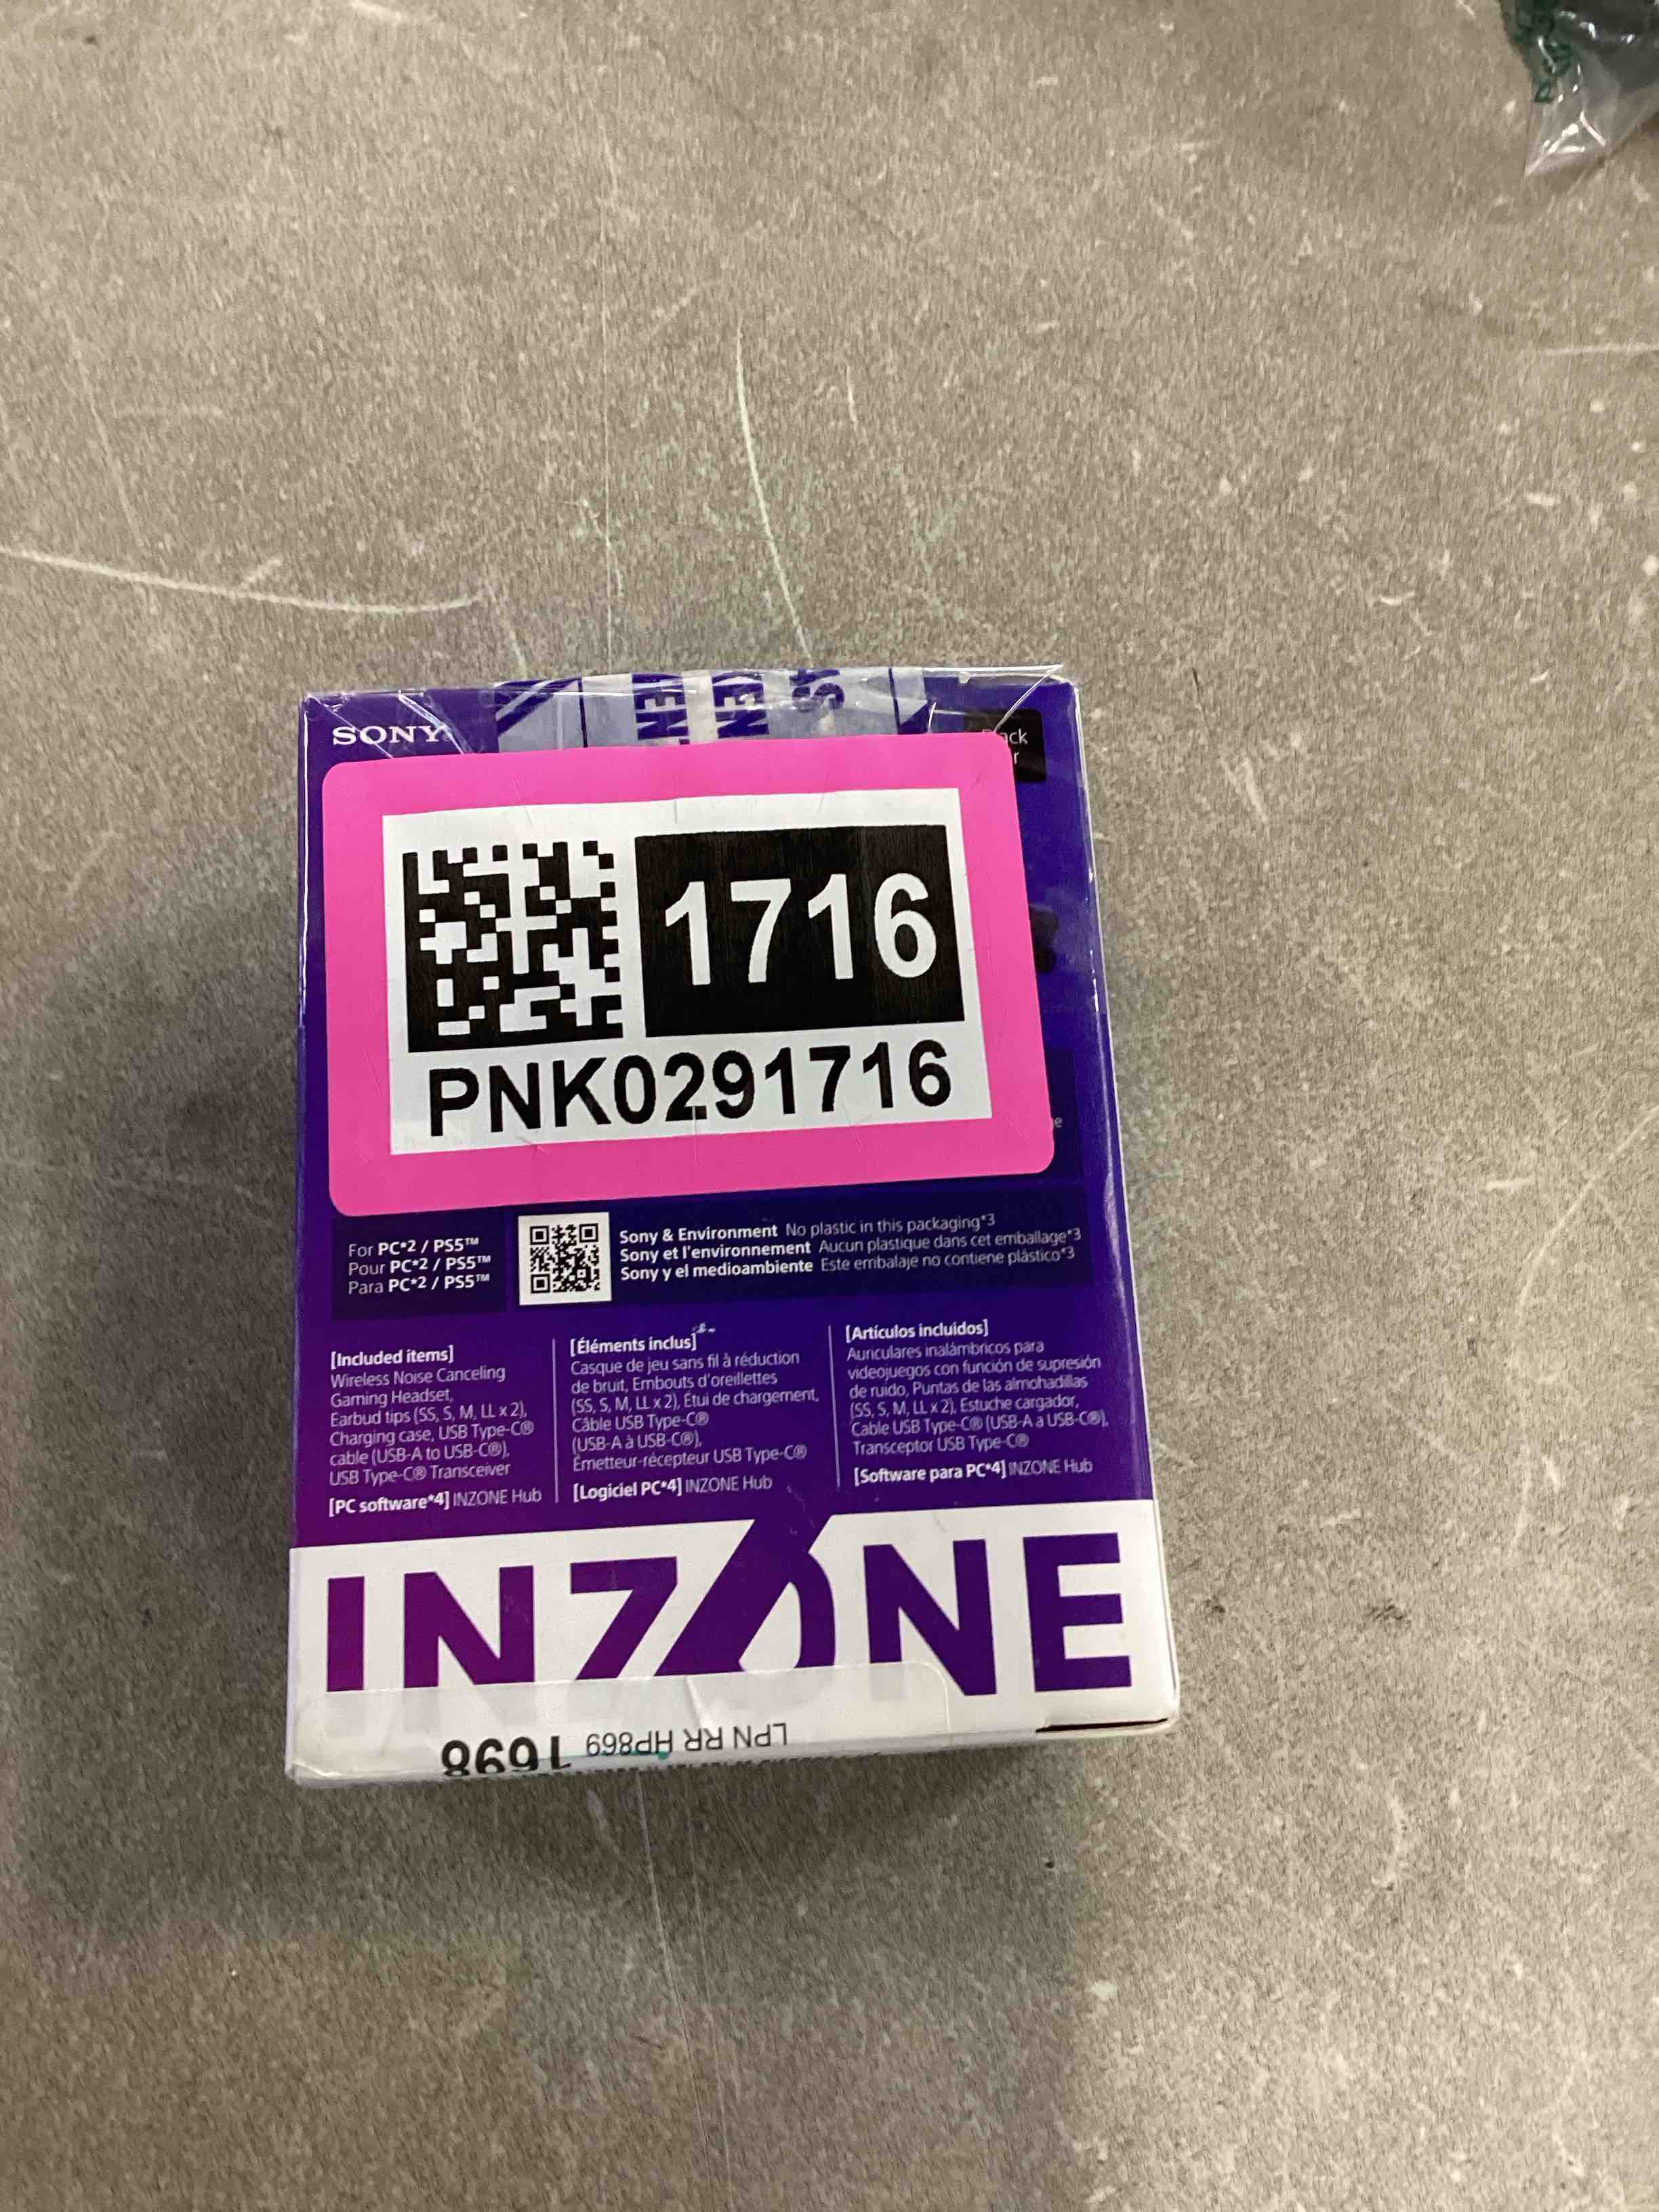 SONY
ack
r
1716
PNK0291716
e
For PC*2 / PS5™
Pour PC*2 / PS5™
Para PC*2 / PS5™
Sony & Environment No plastic in this packaging*3
Sony et l'environnement Aucun plastique dans cet emballage*3
Sony y el medioambiente Este embalaje no contiene plástico*3
[Included items]
Wireless Noise Canceling
Gaming Headset,
Earbud tips (SS, S, M, LL x 2),
Charging case, USB Type-C®
cable (USB-A to USB-C®),
USB Type-C® Transceiver
[PC software*4] INZONE Hub
[Éléments inclus]
Casque de jeu sans fil à réduction
de bruit, Embouts d'oreillettes
(SS, S, M, LL x 2), Étui de chargement,
Câble USB Type-C®
(USB-A à USB-C®),
Émetteur-récepteur USB Type-C®
[Logiciel PC*4] INZONE Hub
[Artículos incluidos]
Auriculares inalámbricos para
videojuegos con función de supresión
de ruido, Puntas de las almohadillas
(SS, S, M, LL x 2), Estuche cargador,
Cable USB Type-C® (USB-A a USB-C®),
Transceptor USB Type-C®
[Software para PC*4] INZONE Hub
INZONE
LPN RR HP869 1698